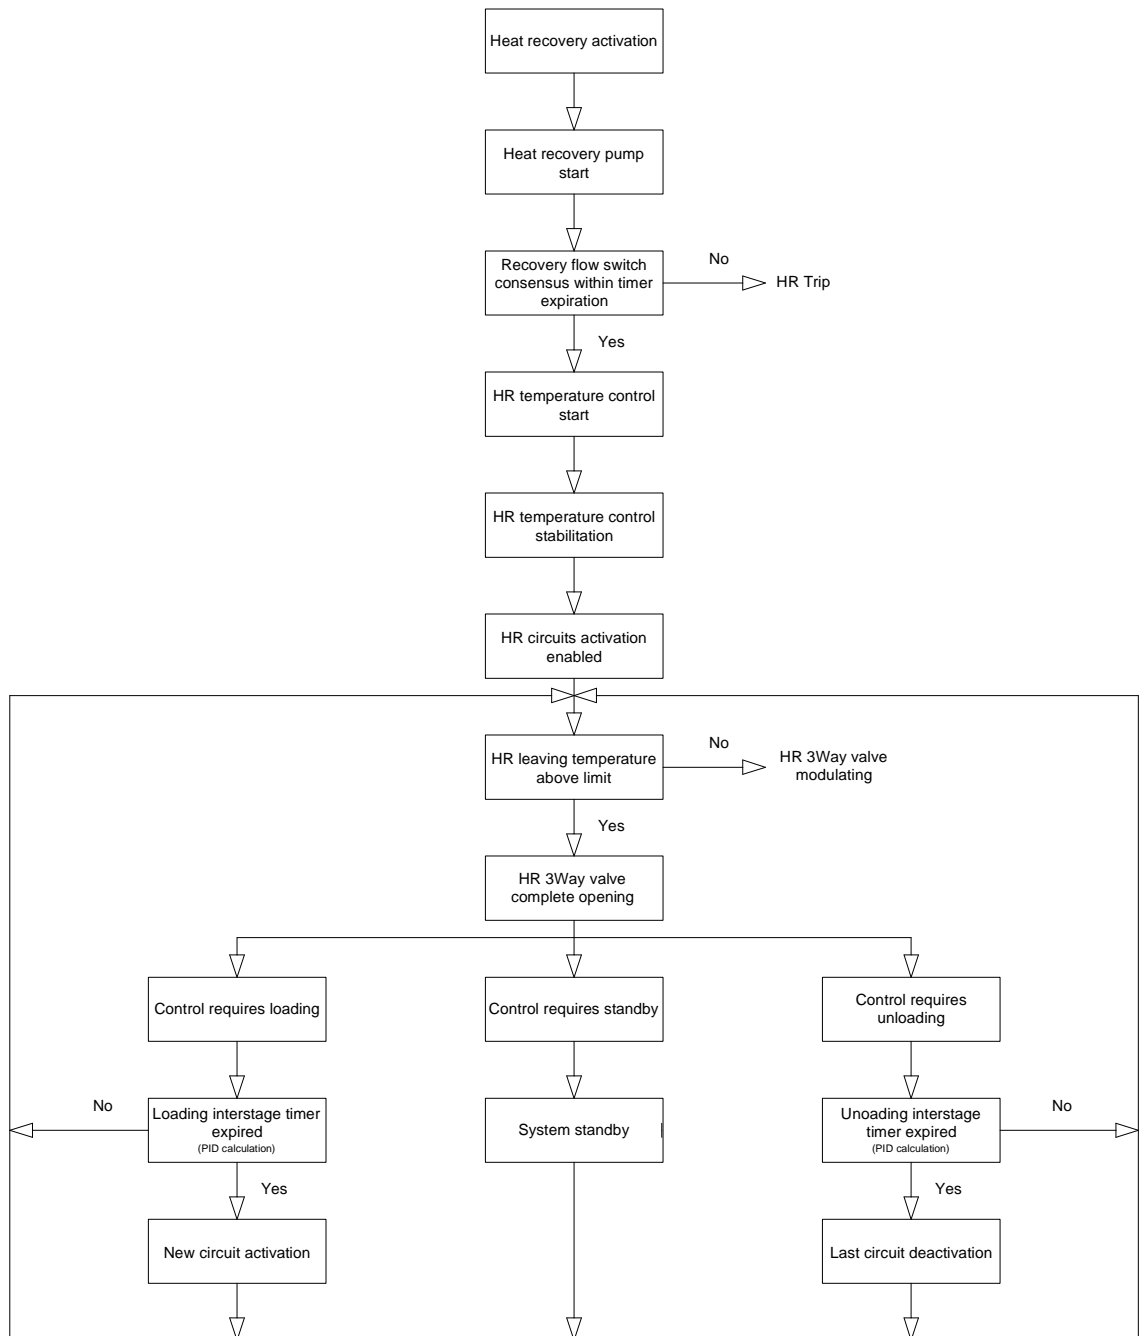 Heat recovery activation
Heat recovery pump
start
Recovery flow switch
consensus within timer
expiration
No
HR Trip
Yes
HR temperature control
start
HR temperature control
stabilitation
HR circuits activation
enabled
HR leaving temperature
above limit
No
HR 3Way valve
modulating
Yes
HR 3Way valve
complete opening
Control requires loading
Control requires standby
Control requires
unloading
No
Loading interstage timer
expired
(PID calculation)
System standby
Unoading interstage
timer expired
(PID calculation)
No
Yes
Yes
New circuit activation
Last circuit deactivation